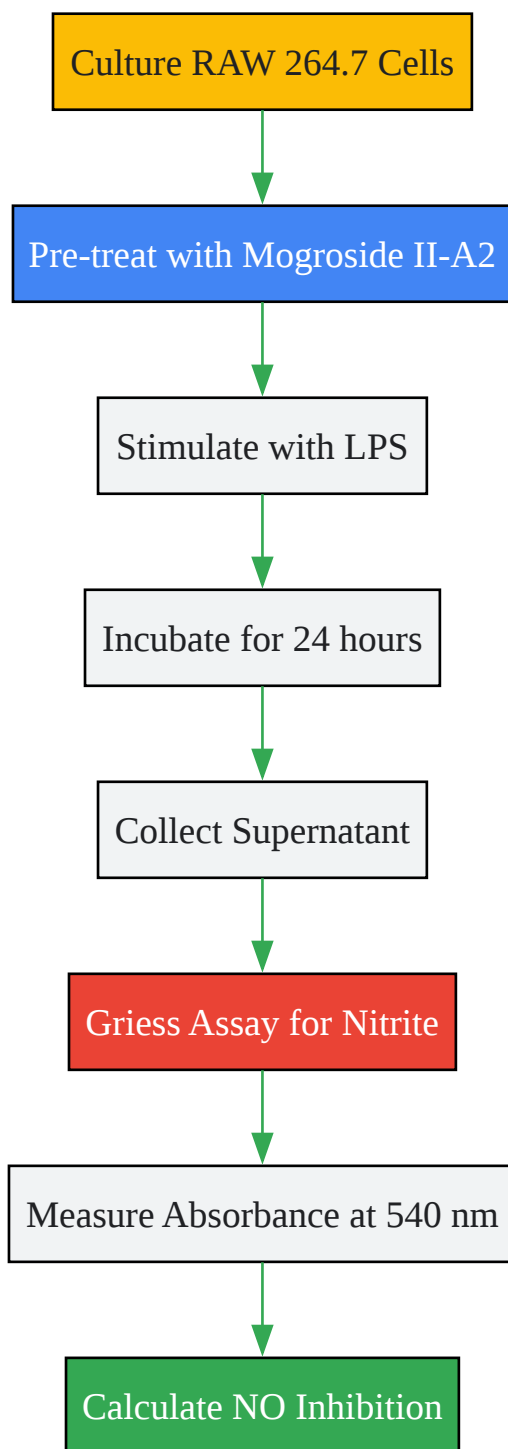 Culture RAW 264.7 Cells
Pre-treat with Mogroside II-A2
Stimulate with LPS
Incubate for 24 hours
Collect Supernatant
Griess Assay for Nitrite
Measure Absorbance at 540 nm
Calculate NO Inhibition